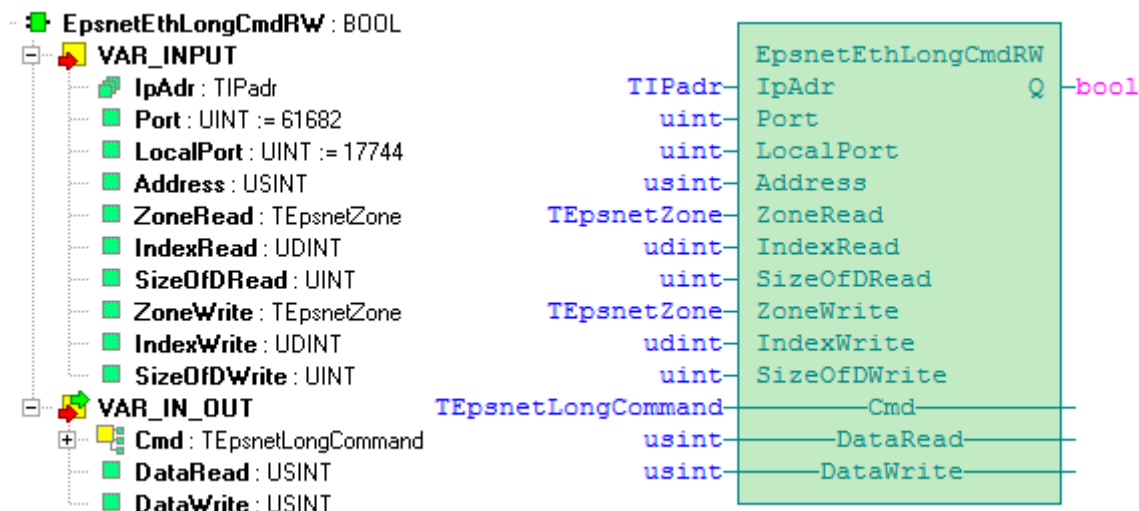 EpsnetEthLongCmdRW : BOOL
VAR_INPUT
IpAdr : TIPadr
Port : UINT := 61682
LocalPort : UINT := 17744
Address : USINT
ZoneRead : TEpsnetZone
IndexRead : UDINT
SizeOfDRead : UINT
ZoneWrite : TEpsnetZone
IndexWrite : UDINT
SizeOfDWrite : UINT
VAR_IN_OUT
Cmd : TEpsnetLongCommand
DataRead : USINT
DataWrite : USINT
EpsnetEthLongCmdRW
TIPadr IpAdr Q bool
uint Port
uint LocalPort
usint Address
TEpsnetZone ZoneRead
udint IndexRead
uint SizeOfDRead
TEpsnetZone ZoneWrite
udint IndexWrite
uint SizeOfDWrite
TEpsnetLongCommand Cmd
usint DataRead
usint DataWrite